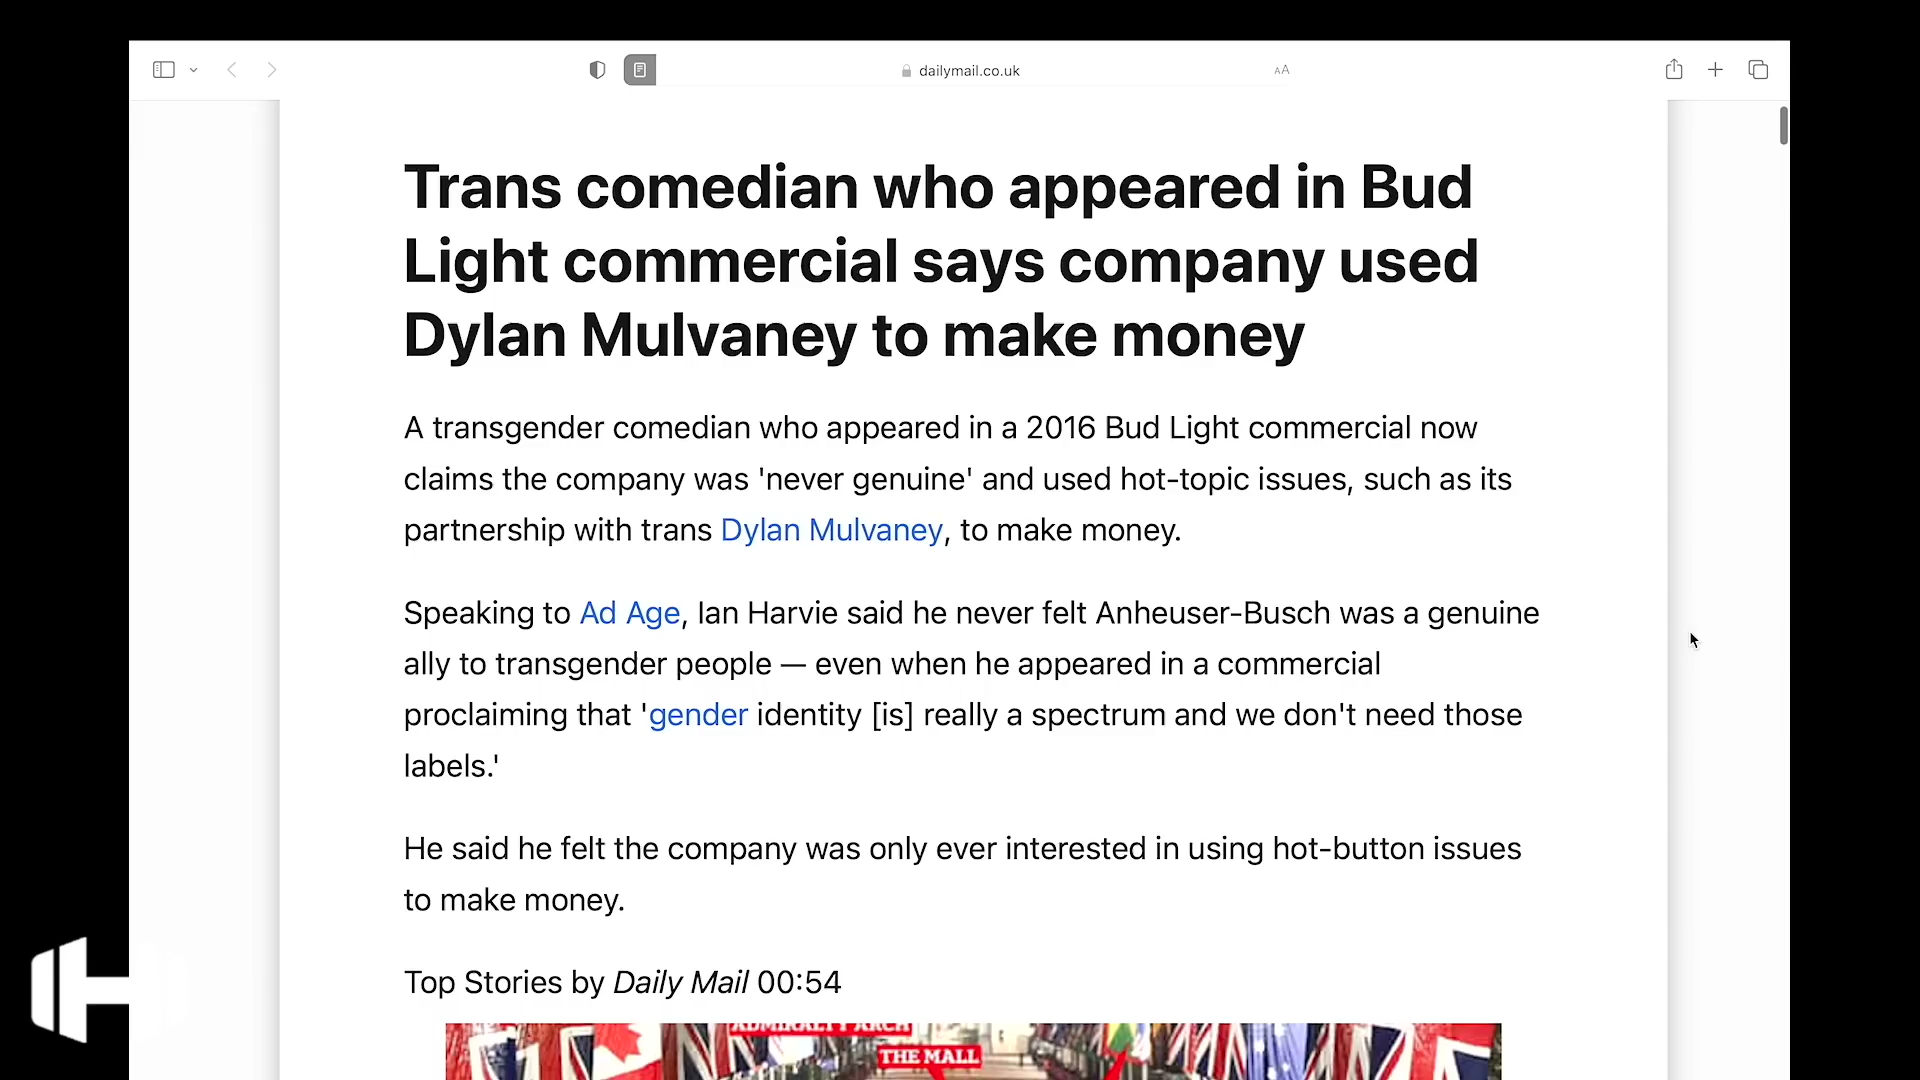 dailymail.co.uk
AA
Trans comedian who appeared in Bud
Light commercial says company used
Dylan Mulvaney to make money
A transgender comedian who appeared in a 2016 Bud Light commercial now
claims the company was 'never genuine' and used hot-topic issues, such as its
partnership with trans Dylan Mulvaney, to make money.
Speaking to Ad Age, Ian Harvie said he never felt Anheuser-Busch was a genuine
ally to transgender people — even when he appeared in a commercial
proclaiming that 'gender identity [is] really a spectrum and we don't need those
labels.'
He said he felt the company was only ever interested in using hot-button issues
to make money.
Top Stories by Daily Mail 00:54
ADMIRALTY ARCH
THE MALL